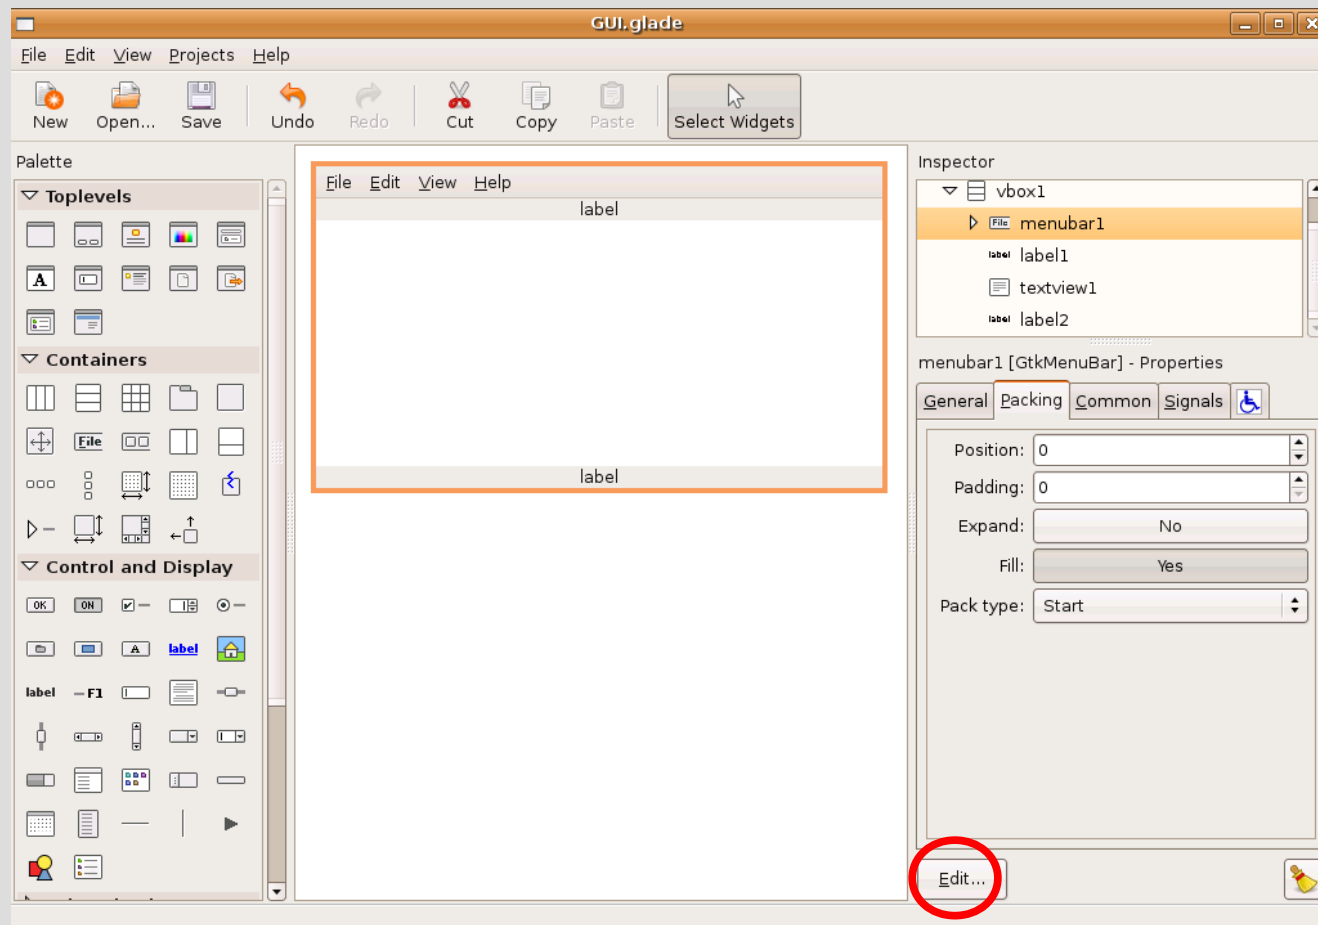 GUI.glade
File Edit View Projects Help
New Open... Save Undo Redo Cut Copy Paste Select Widgets
Palette
Toplevels
A
Containers
File
Control and Display
OK ON
A label
label F1
File Edit View Help
label
label
Inspector
vbox1
File menubar1
label label1
textview1
label label2
menubar1 [GtkMenuBar] - Properties
General Packing Common Signals
Position: 0
Padding: 0
Expand: No
Fill: Yes
Pack type: Start
Edit...